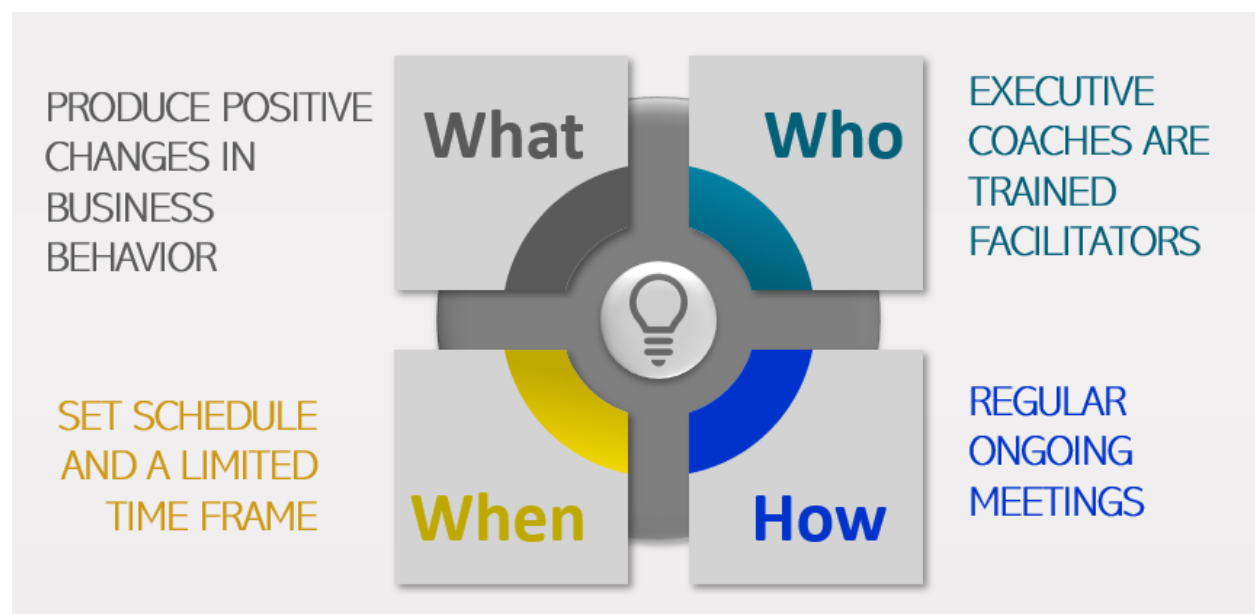 PRODUCE POSITIVE
CHANGES IN
BUSINESS
BEHAVIOR
What
Who
EXECUTIVE
COACHES ARE
TRAINED
FACILITATORS
SET SCHEDULE
AND A LIMITED
TIME FRAME
When
How
REGULAR
ONGOING
MEETINGS